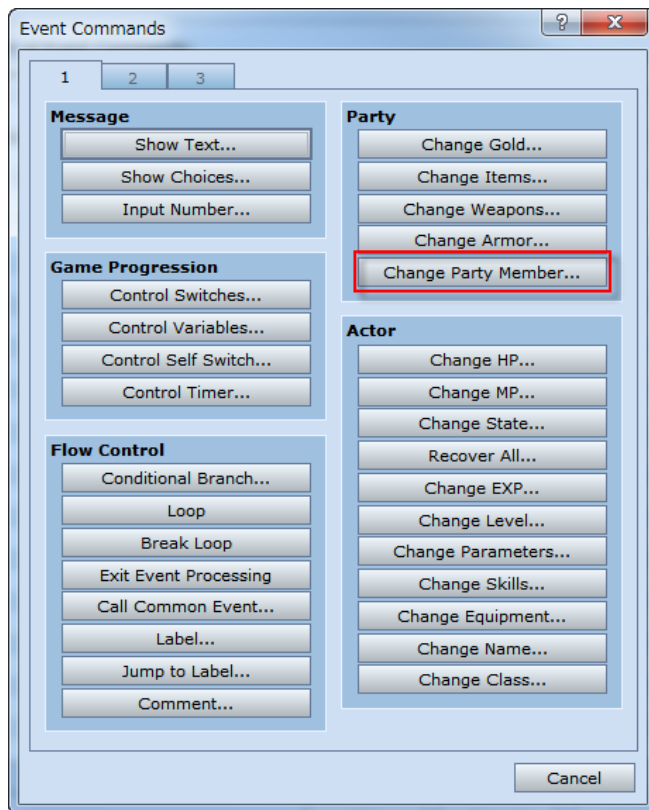 Event Commands
1
2
3
Message
Show Text...
Show Choices...
Input Number...
Game Progression
Control Switches...
Control Variables...
Control Self Switch...
Control Timer...
Flow Control
Conditional Branch...
Loop
Break Loop
Exit Event Processing
Call Common Event...
Label...
Jump to Label...
Comment...
Party
Change Gold...
Change Items...
Change Weapons...
Change Armor...
Change Party Member...
Actor
Change HP...
Change MP...
Change State...
Recover All...
Change EXP...
Change Level...
Change Parameters...
Change Skills...
Change Equipment...
Change Name...
Change Class...
Cancel